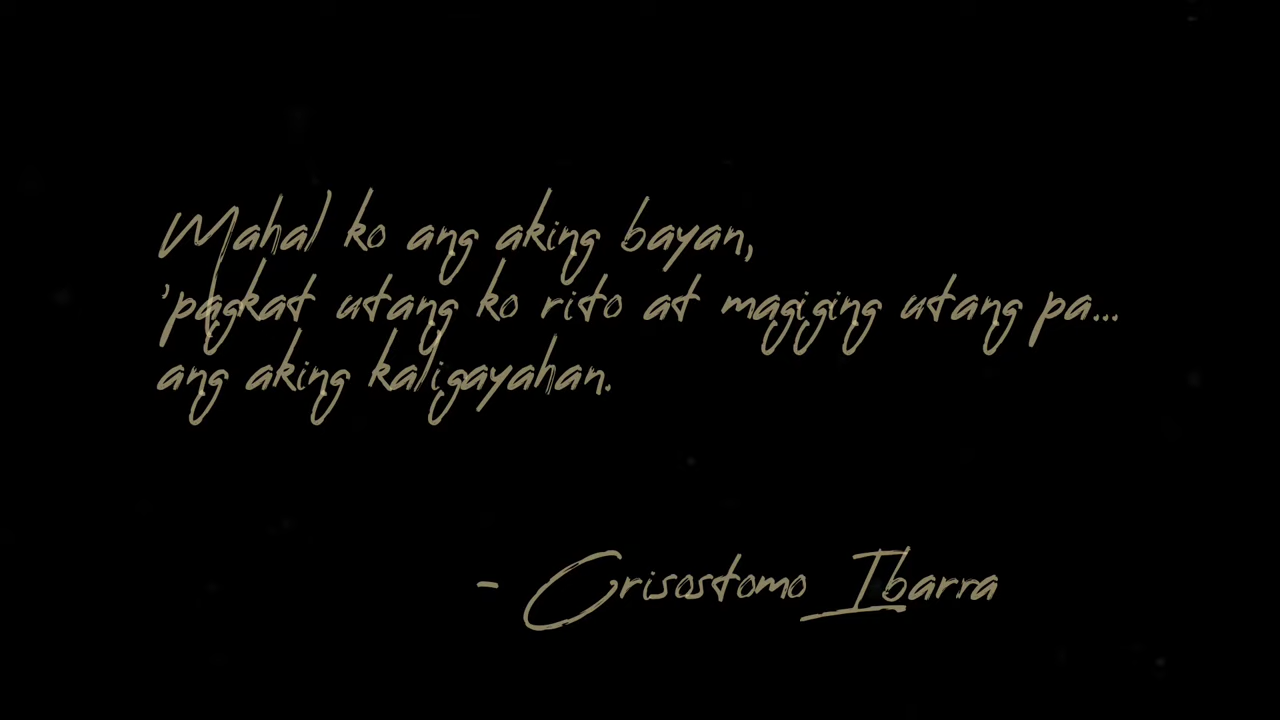 Mahal ko ang aking bayan,
'pagkat utang ko rito at magiging utang pa...
ang aking kaligayahan.
- Crisostomo Ibarra